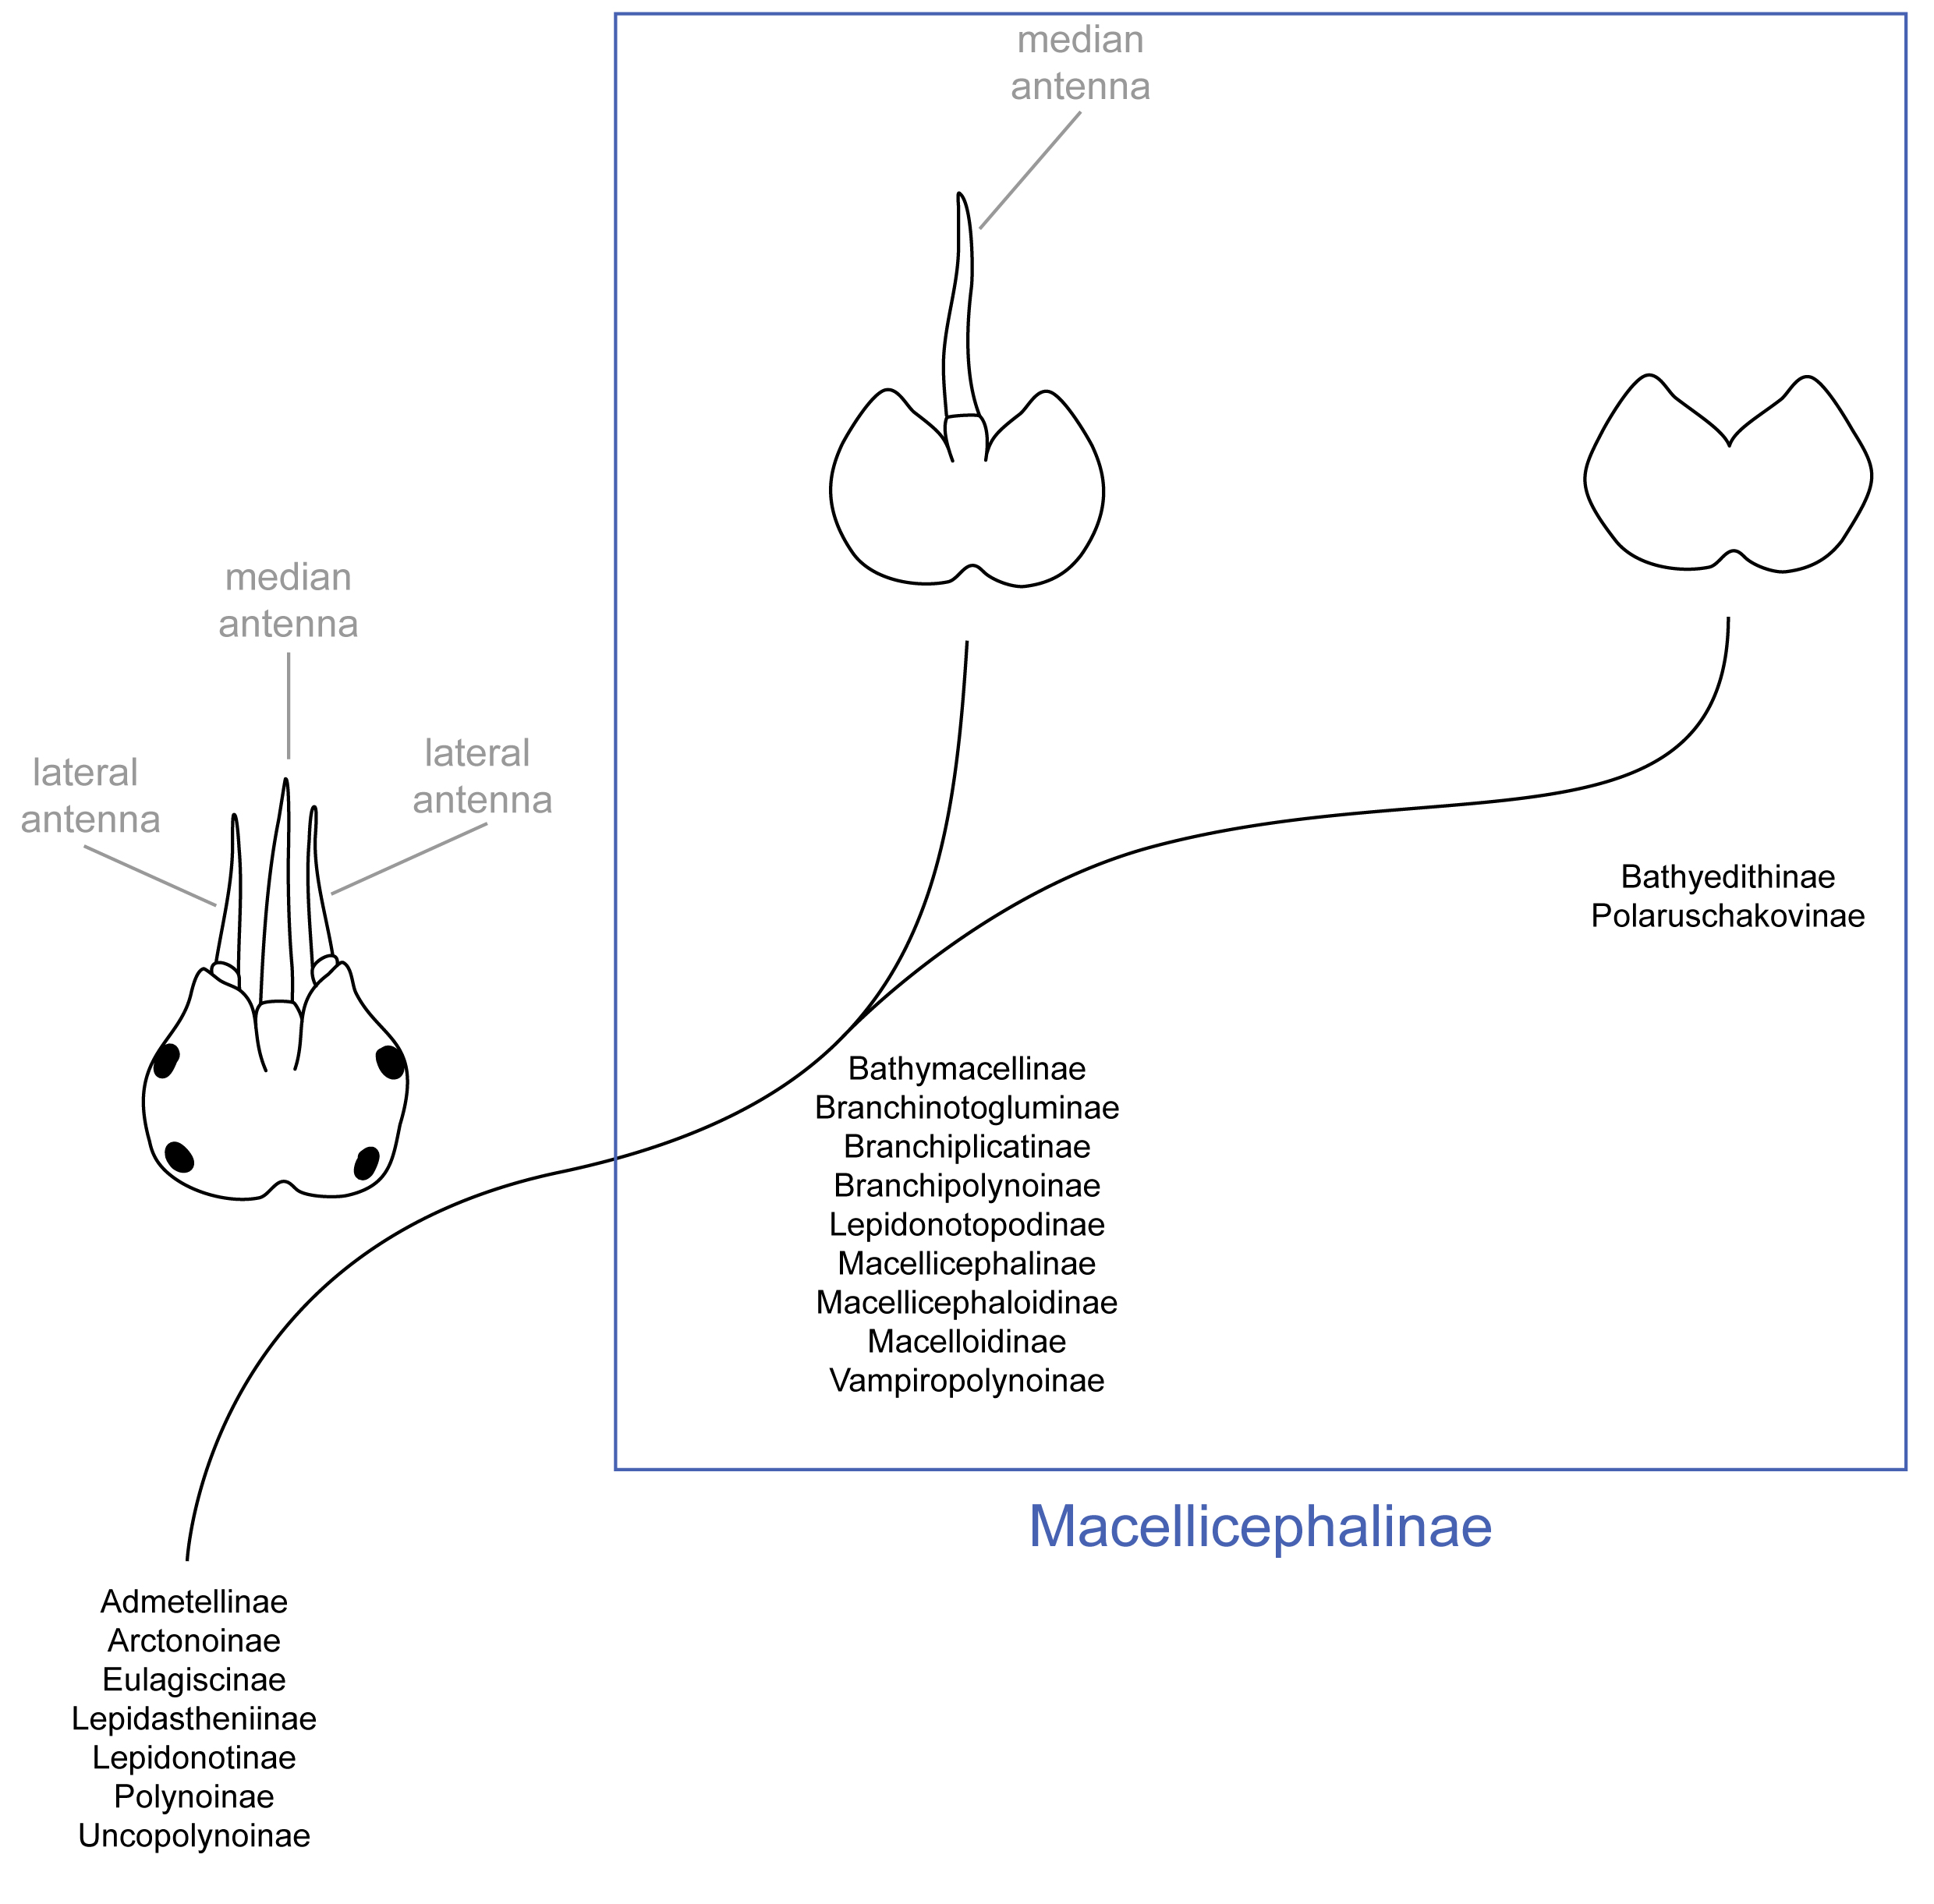 median
antenna
median
antenna
lateral
antenna
lateral
antenna
Bathyedithinae
Polaruschakovinae
Bathymacellinae
Branchinotogluminae
Branchiplicatinae
Branchipolynoinae
Lepidonotopodinae
Macellicephalinae
Macellicephaloidinae
Macelloidinae
Vampiropolynoinae
Macellicephalinae
Admetellinae
Arctonoinae
Eulagiscinae
Lepidastheniinae
Lepidonotinae
Polynoinae
Uncopolynoinae